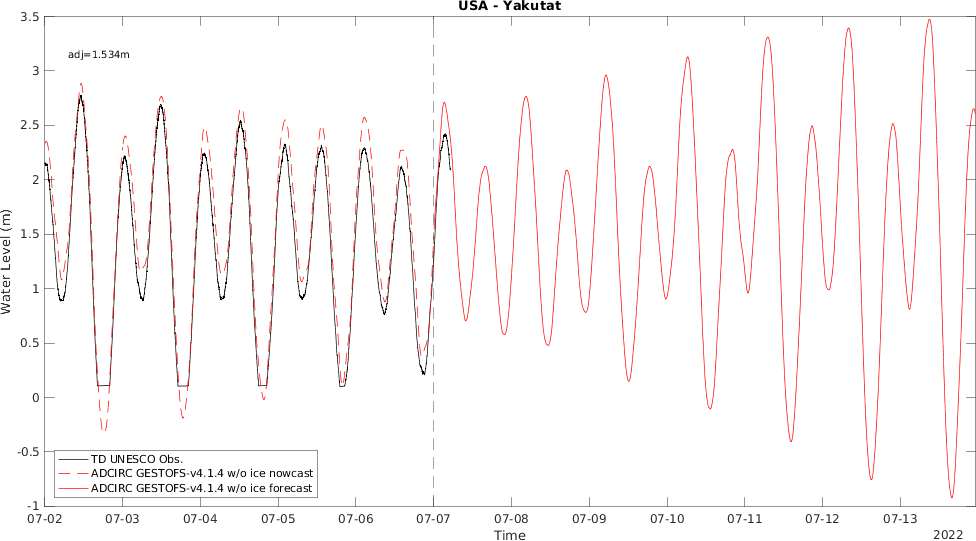 USA - Yakutat
adj=1.534m
3.5
3
2.5
2
1.5
1
0.5
0
-0.5
-1
Water Level (m)
TD UNESCO Obs.
ADCIRC GESTOFS-v4.1.4 w/o ice nowcast
ADCIRC GESTOFS-v4.1.4 w/o ice forecast
07-02 07-03 07-04 07-05 07-06 07-07 07-08 07-09 07-10 07-11 07-12 07-13
Time
2022